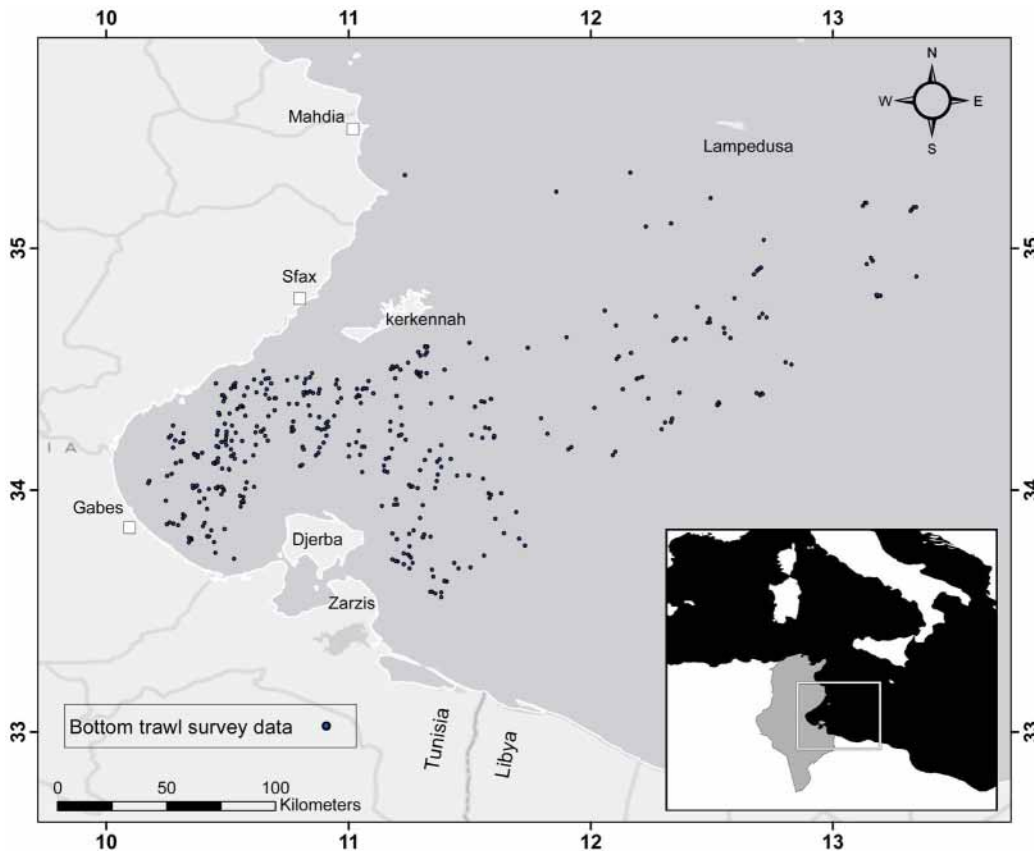 10 11 12 13
N
W E
S
Mahdia
Lampedusa
35 35
Sfax
kerkennah
I A
34 34
Gabes
Djerba
Zarzis
Bottom trawl survey data
Tunisia
Libya
33 33
0 50 100
Kilometers
10 11 12 13